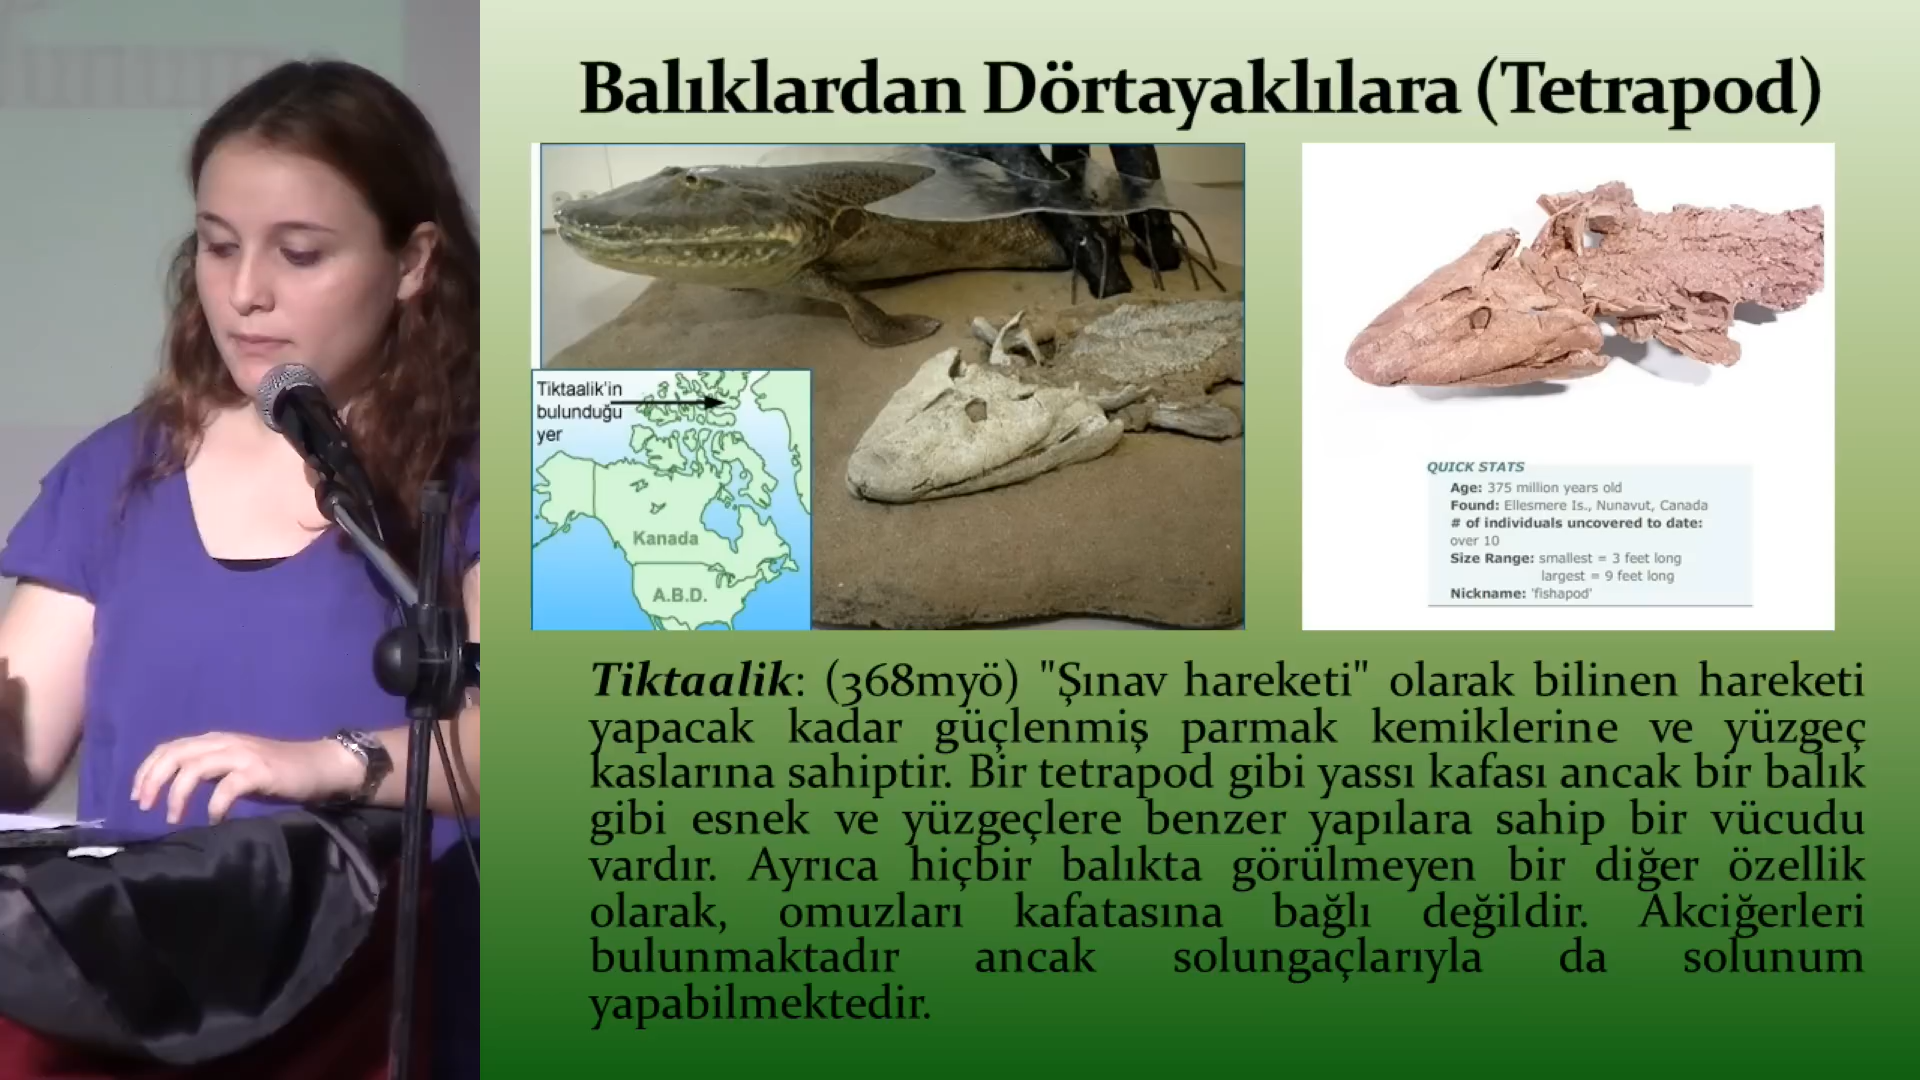 Balıklardan Dörtayaklılara (Tetrapod)
Tiktaalik'in
bulunduğu
yer
Kanada
A.B.D.
QUICK STATS
Age: 375 million years old
Found: Ellesmere Is., Nunavut, Canada
# of individuals uncovered to date:
over 10
Size Range: smallest = 3 feet long
largest = 9 feet long
Nickname: 'fishapod'
Tiktaalik: (368myö) "Şınav hareketi" olarak bilinen hareketi
yapacak kadar güçlenmiş parmak kemiklerine ve yüzgeç
kaslarına sahiptir. Bir tetrapod gibi yassı kafası ancak bir balık
gibi esnek ve yüzgeçlere benzer yapılara sahip bir vücudu
vardır. Ayrıca hiçbir balıkta görülmeyen bir diğer özellik
olarak, omuzları kafatasına bağlı değildir. Akciğerleri
bulunmaktadır ancak solungaçlarıyla da solunum
yapabilmektedir.